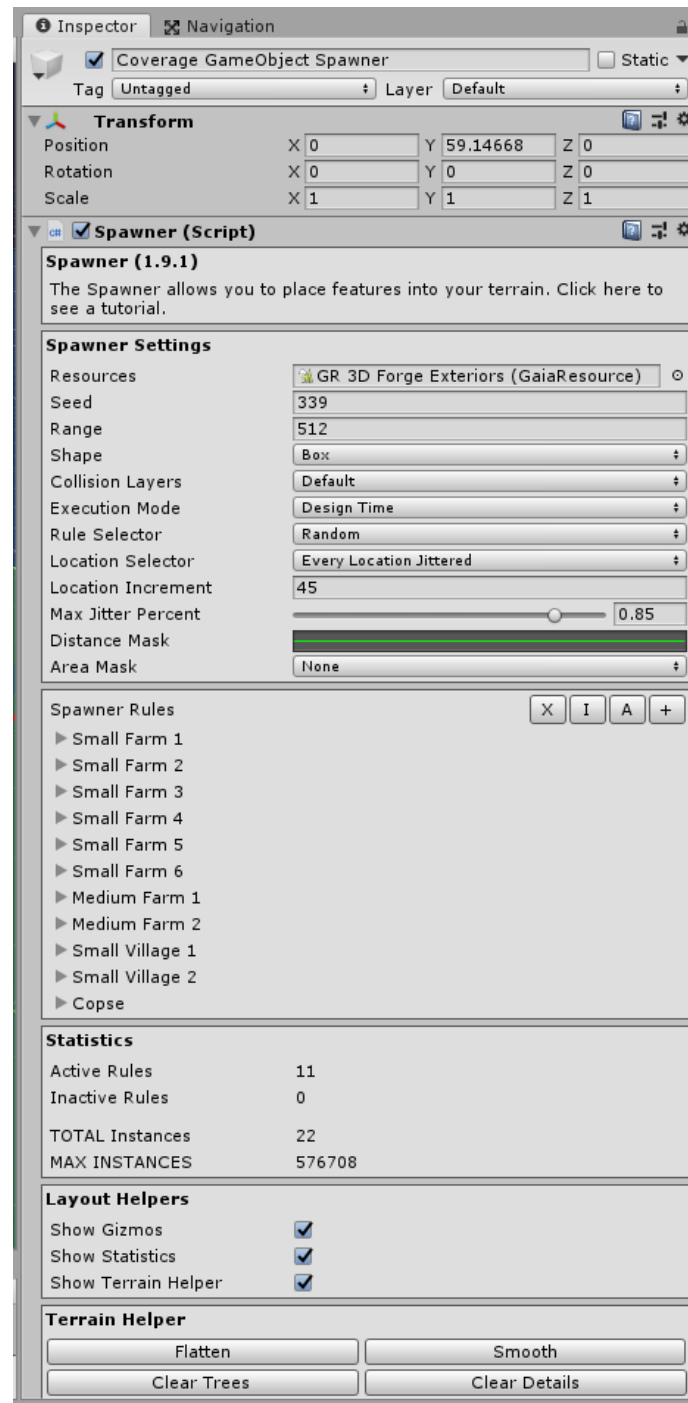 Inspector Navigation
Coverage GameObject Spawner Static
Tag Untagged Layer Default
Transform
Position X 0 Y 59.14668 Z 0
Rotation X 0 Y 0 Z 0
Scale X 1 Y 1 Z 1
Spawner (Script)
Spawner (1.9.1)
The Spawner allows you to place features into your terrain. Click here to
see a tutorial.
Spawner Settings
Resources GR 3D Forge Exteriors (GaiaResource)
Seed 339
Range 512
Shape Box
Collision Layers Default
Execution Mode Design Time
Rule Selector Random
Location Selector Every Location Jittered
Location Increment 45
Max Jitter Percent 0.85
Distance Mask
Area Mask None
Spawner Rules X I A +
Small Farm 1
Small Farm 2
Small Farm 3
Small Farm 4
Small Farm 5
Small Farm 6
Medium Farm 1
Medium Farm 2
Small Village 1
Small Village 2
Copse
Statistics
Active Rules 11
Inactive Rules 0
TOTAL Instances 22
MAX INSTANCES 576708
Layout Helpers
Show Gizmos
Show Statistics
Show Terrain Helper
Terrain Helper
Flatten Smooth
Clear Trees Clear Details